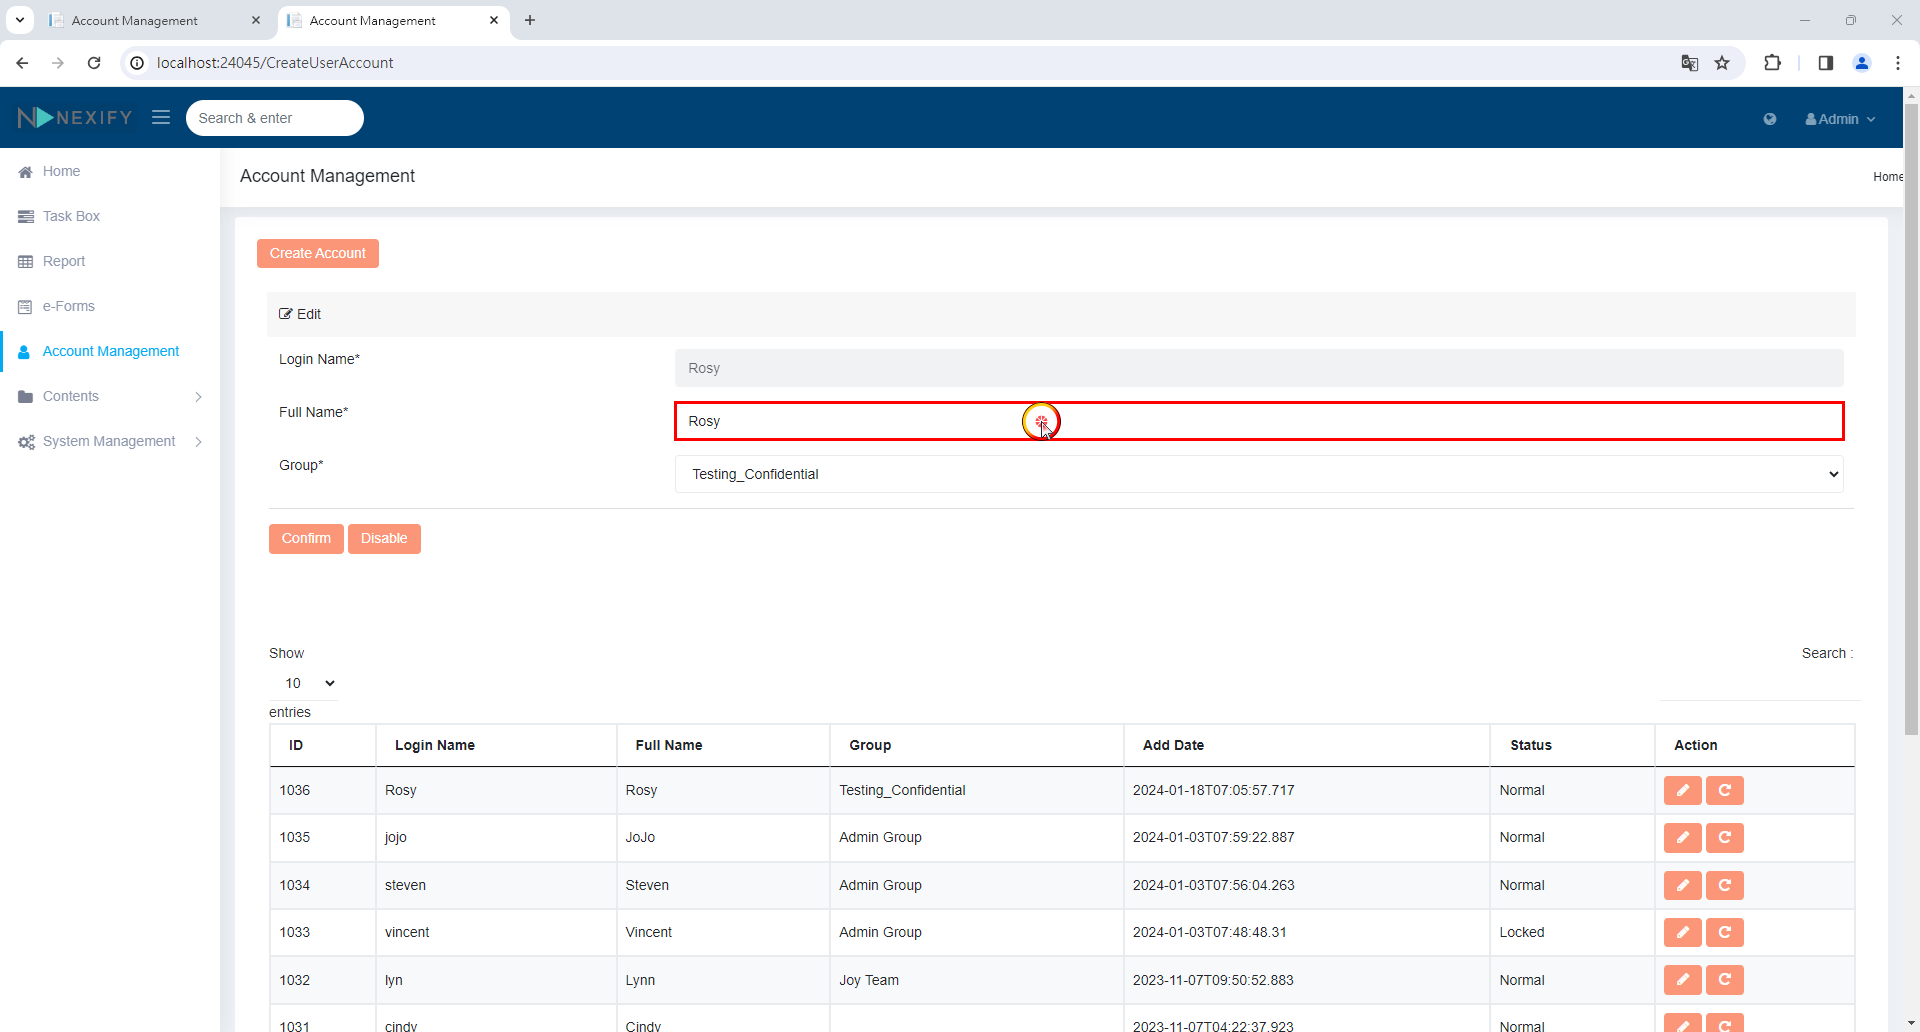 Account Management
Account Management
localhost:24045/CreateUserAccount
NEXIFY
Search & enter
Admin
Home
Task Box
Report
e-Forms
Account Management
Contents
System Management
Account Management
Home
Create Account
Edit
Login Name*
Rosy
Full Name*
Rosy
Group*
Testing_Confidential
Confirm Disable
Show
10
entries
Search :
ID Login Name Full Name Group Add Date Status Action
1036 Rosy Rosy Testing_Confidential 2024-01-18T07:05:57.717 Normal
1035 jojo JoJo Admin Group 2024-01-03T07:59:22.887 Normal
1034 steven Steven Admin Group 2024-01-03T07:56:04.263 Normal
1033 vincent Vincent Admin Group 2024-01-03T07:48:48.31 Locked
1032 lyn Lynn Joy Team 2023-11-07T09:50:52.883 Normal
1031 cindy Cindy 2023-11-07T04:22:37.923 Normal